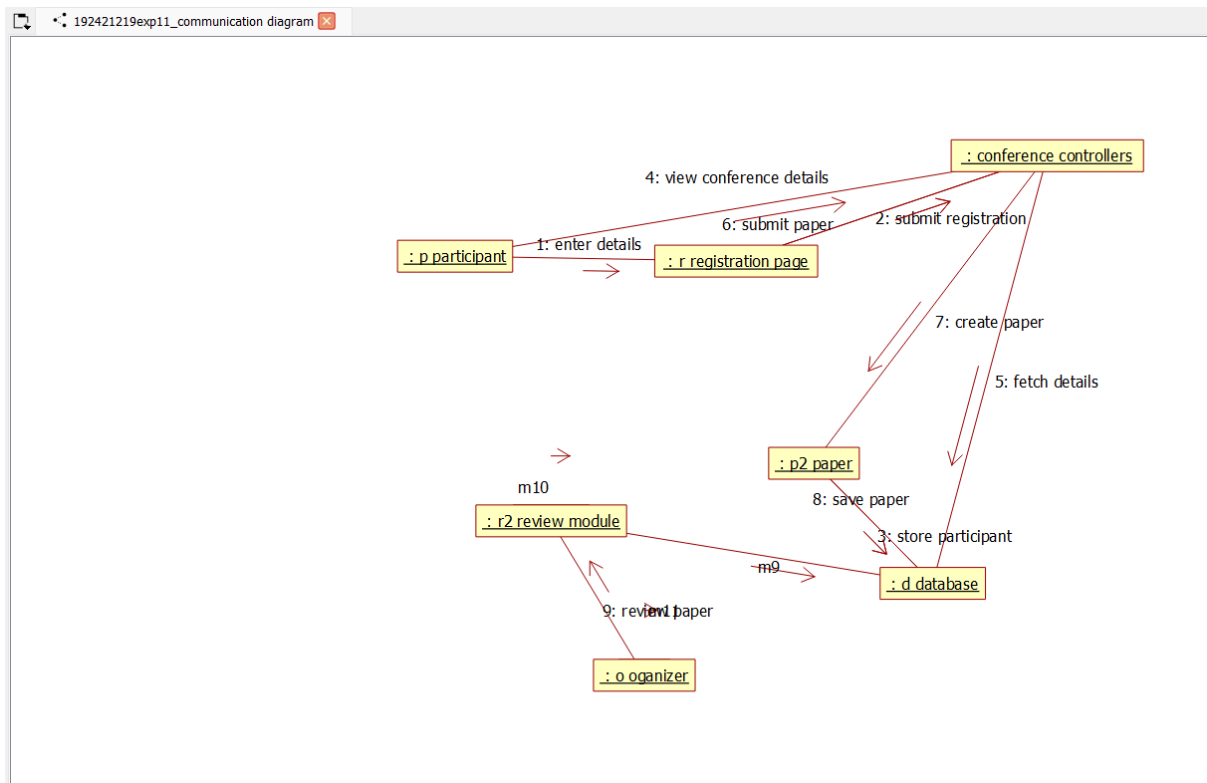 192421219exp11_communication diagram
: conference controllers
4: view conference details
6: submit paper
2: submit registration
1: enter details
: p participant
: r registration page
7: create paper
5: fetch details
: p2 paper
8: save paper
m10
: r2 review module
3: store participant
m9
: d database
9: review paper
m11
: o oganizer